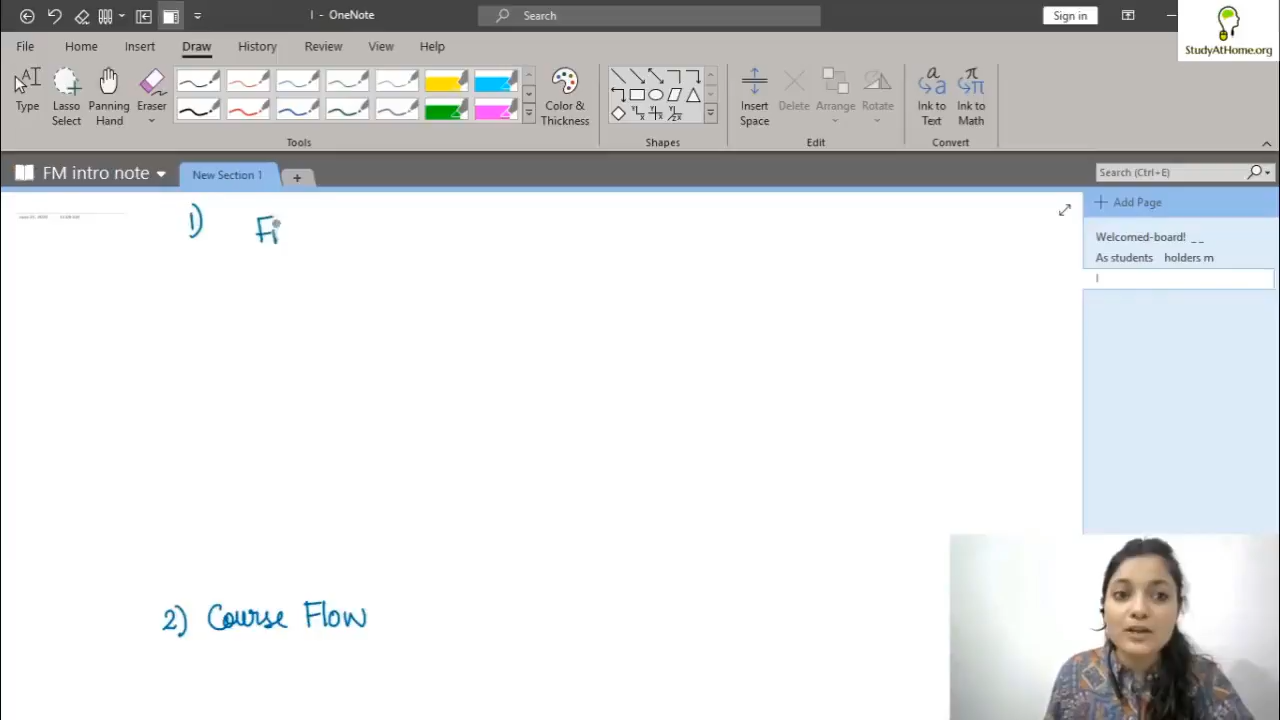 I - OneNote
Search
Sign in
StudyAtHome.org
File Home Insert Draw History Review View Help
Type
Lasso Select
Panning Hand
Eraser
Color & Thickness
Insert Space
Delete
Arrange
Rotate
Ink to Text
Ink to Math
Tools
Shapes
Edit
Convert
FM intro note
New Section 1
Search (Ctrl+E)
Add Page
Welcomed-board! _ _
As students holders m
I
1) Fi
2) Course Flow